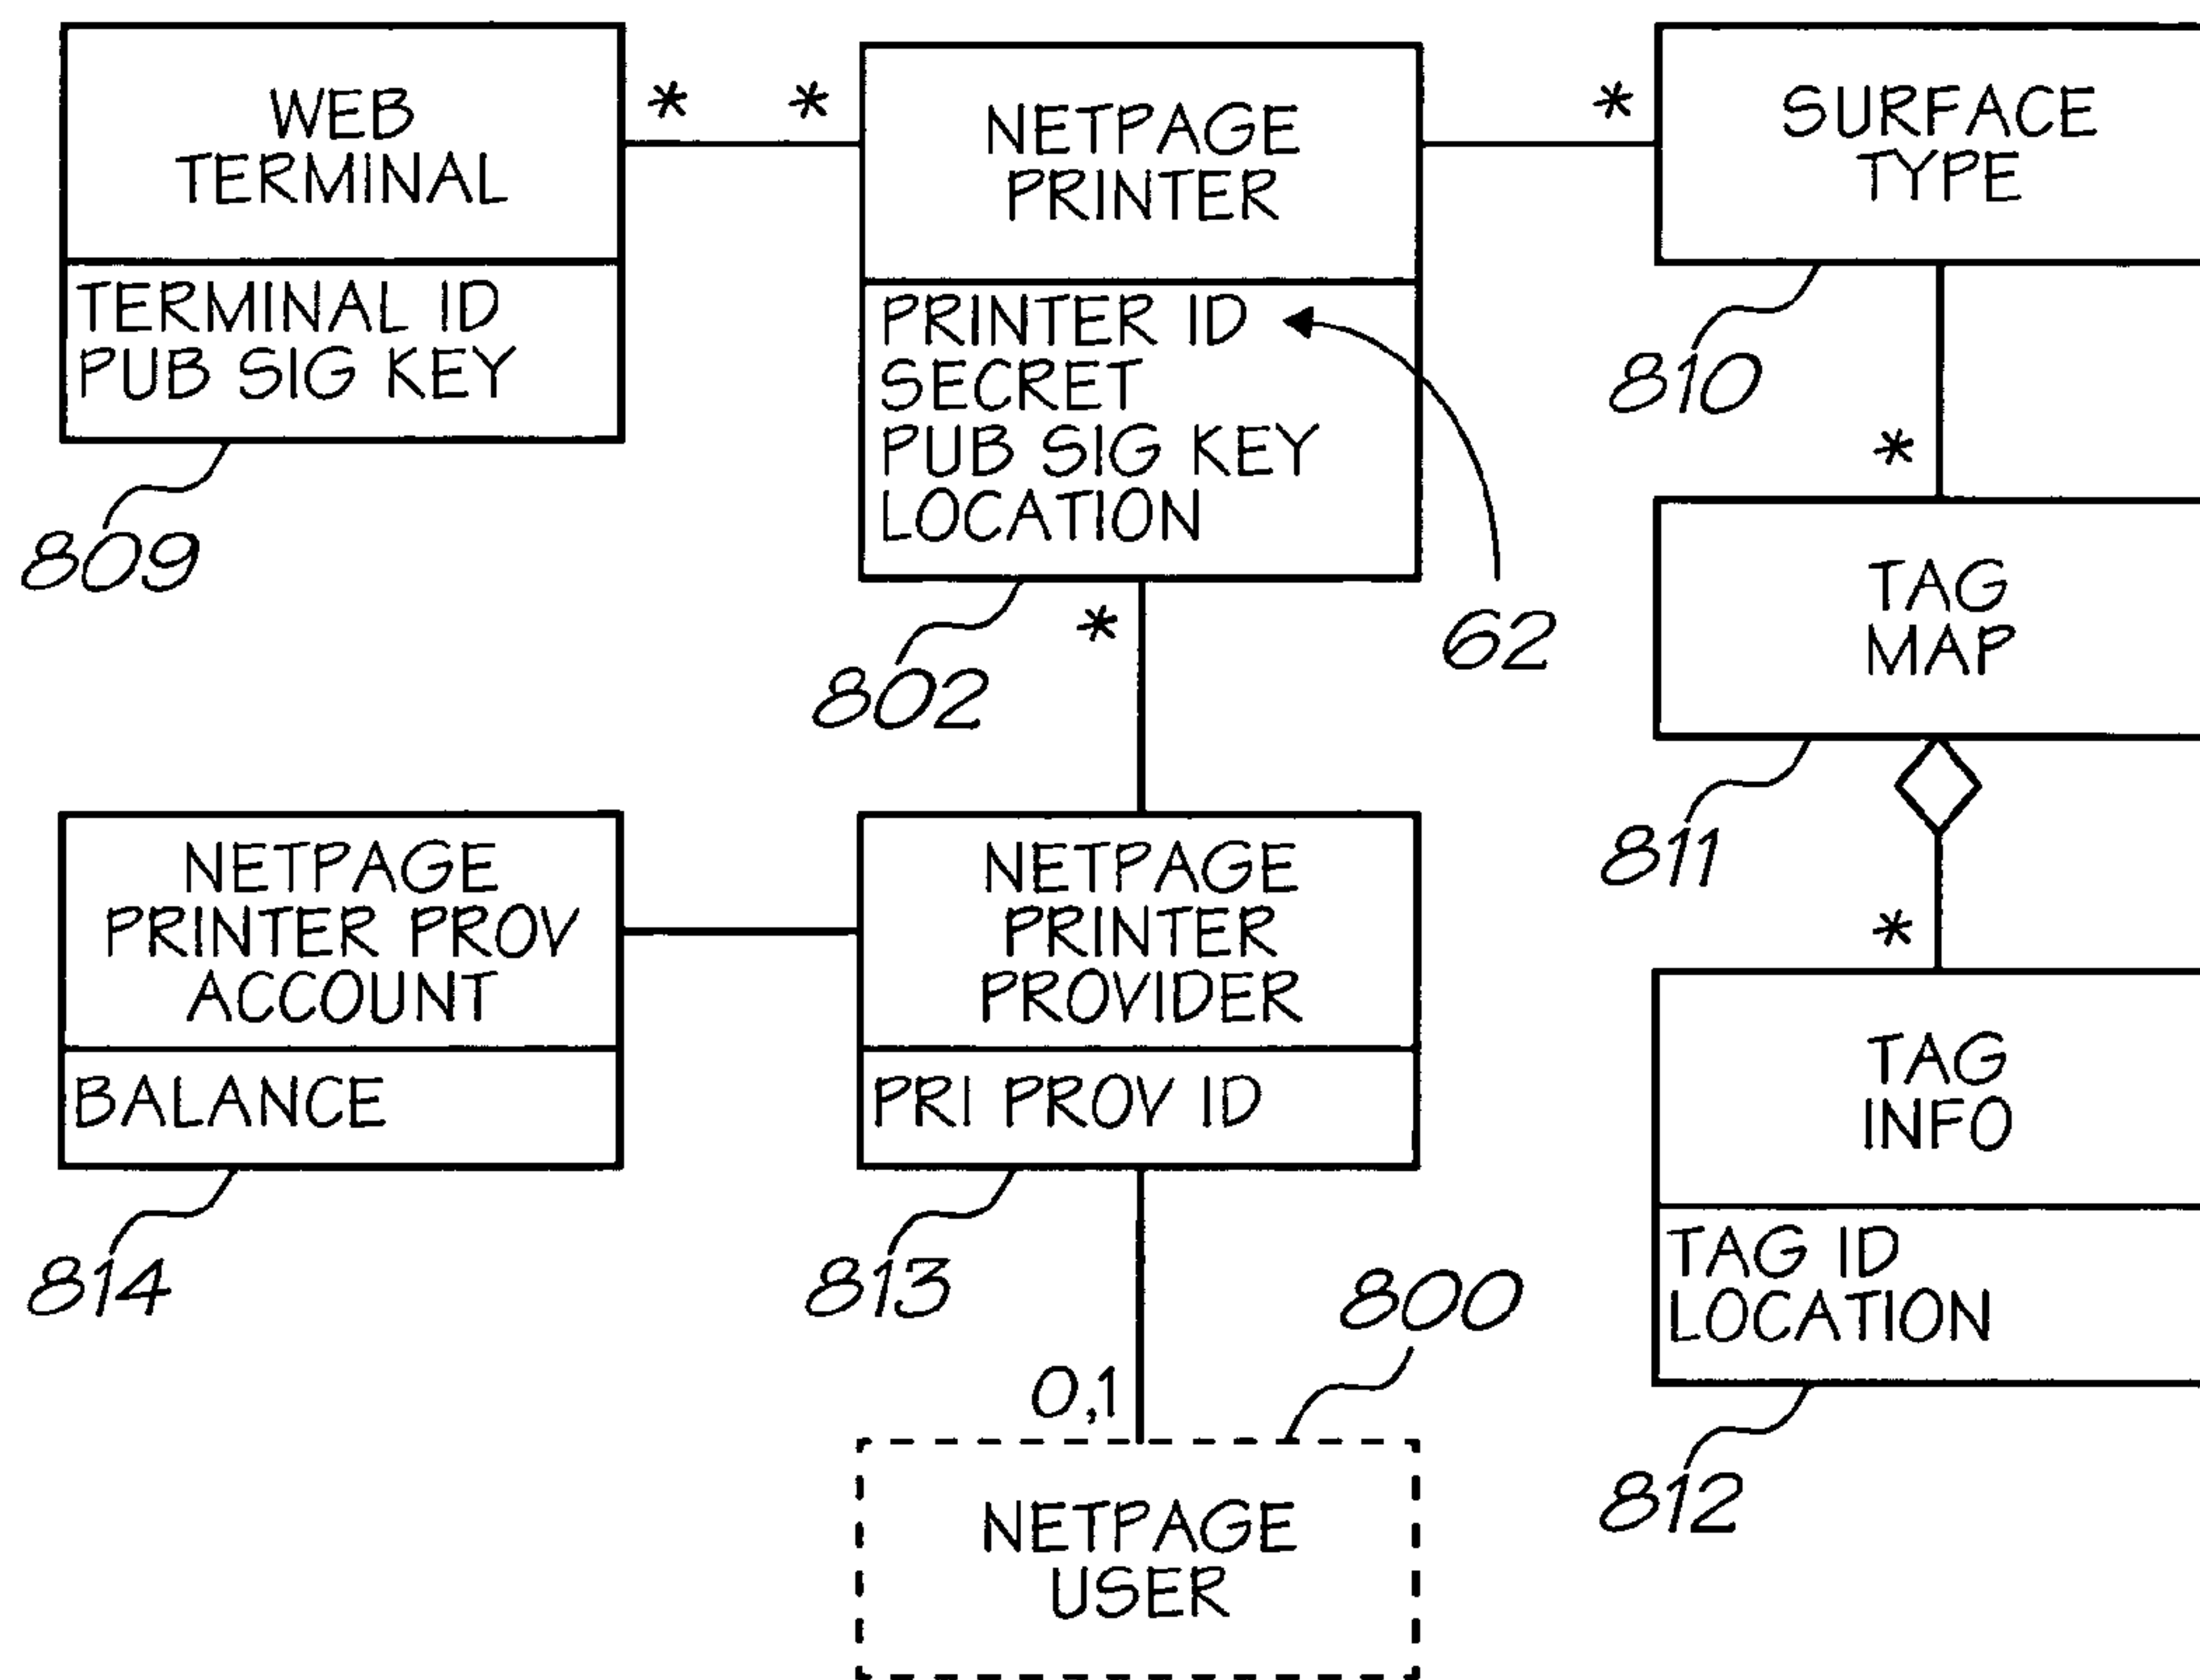 WEB
TERMINAL
TERMINAL ID
PUB SIG KEY
809
*
*
NETPAGE
PRINTER
PRINTER ID
SECRET
PUB SIG KEY
LOCATION
62
802
*
*
SURFACE
TYPE
810
*
TAG
MAP
811
*
TAG
INFO
TAG ID
LOCATION
812
NETPAGE
PRINTER PROV
ACCOUNT
BALANCE
814
NETPAGE
PRINTER
PROVIDER
PRI PROV ID
813
0,1
800
NETPAGE
USER